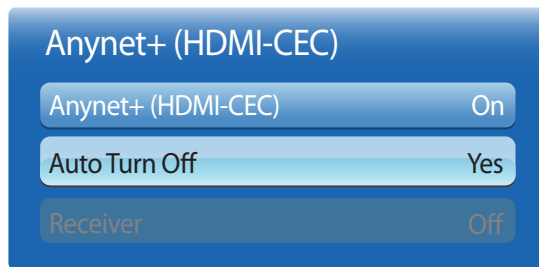 Anynet+ (HDMI-CEC)
Anynet+ (HDMI-CEC) On
Auto Turn Off Yes
Receiver Off